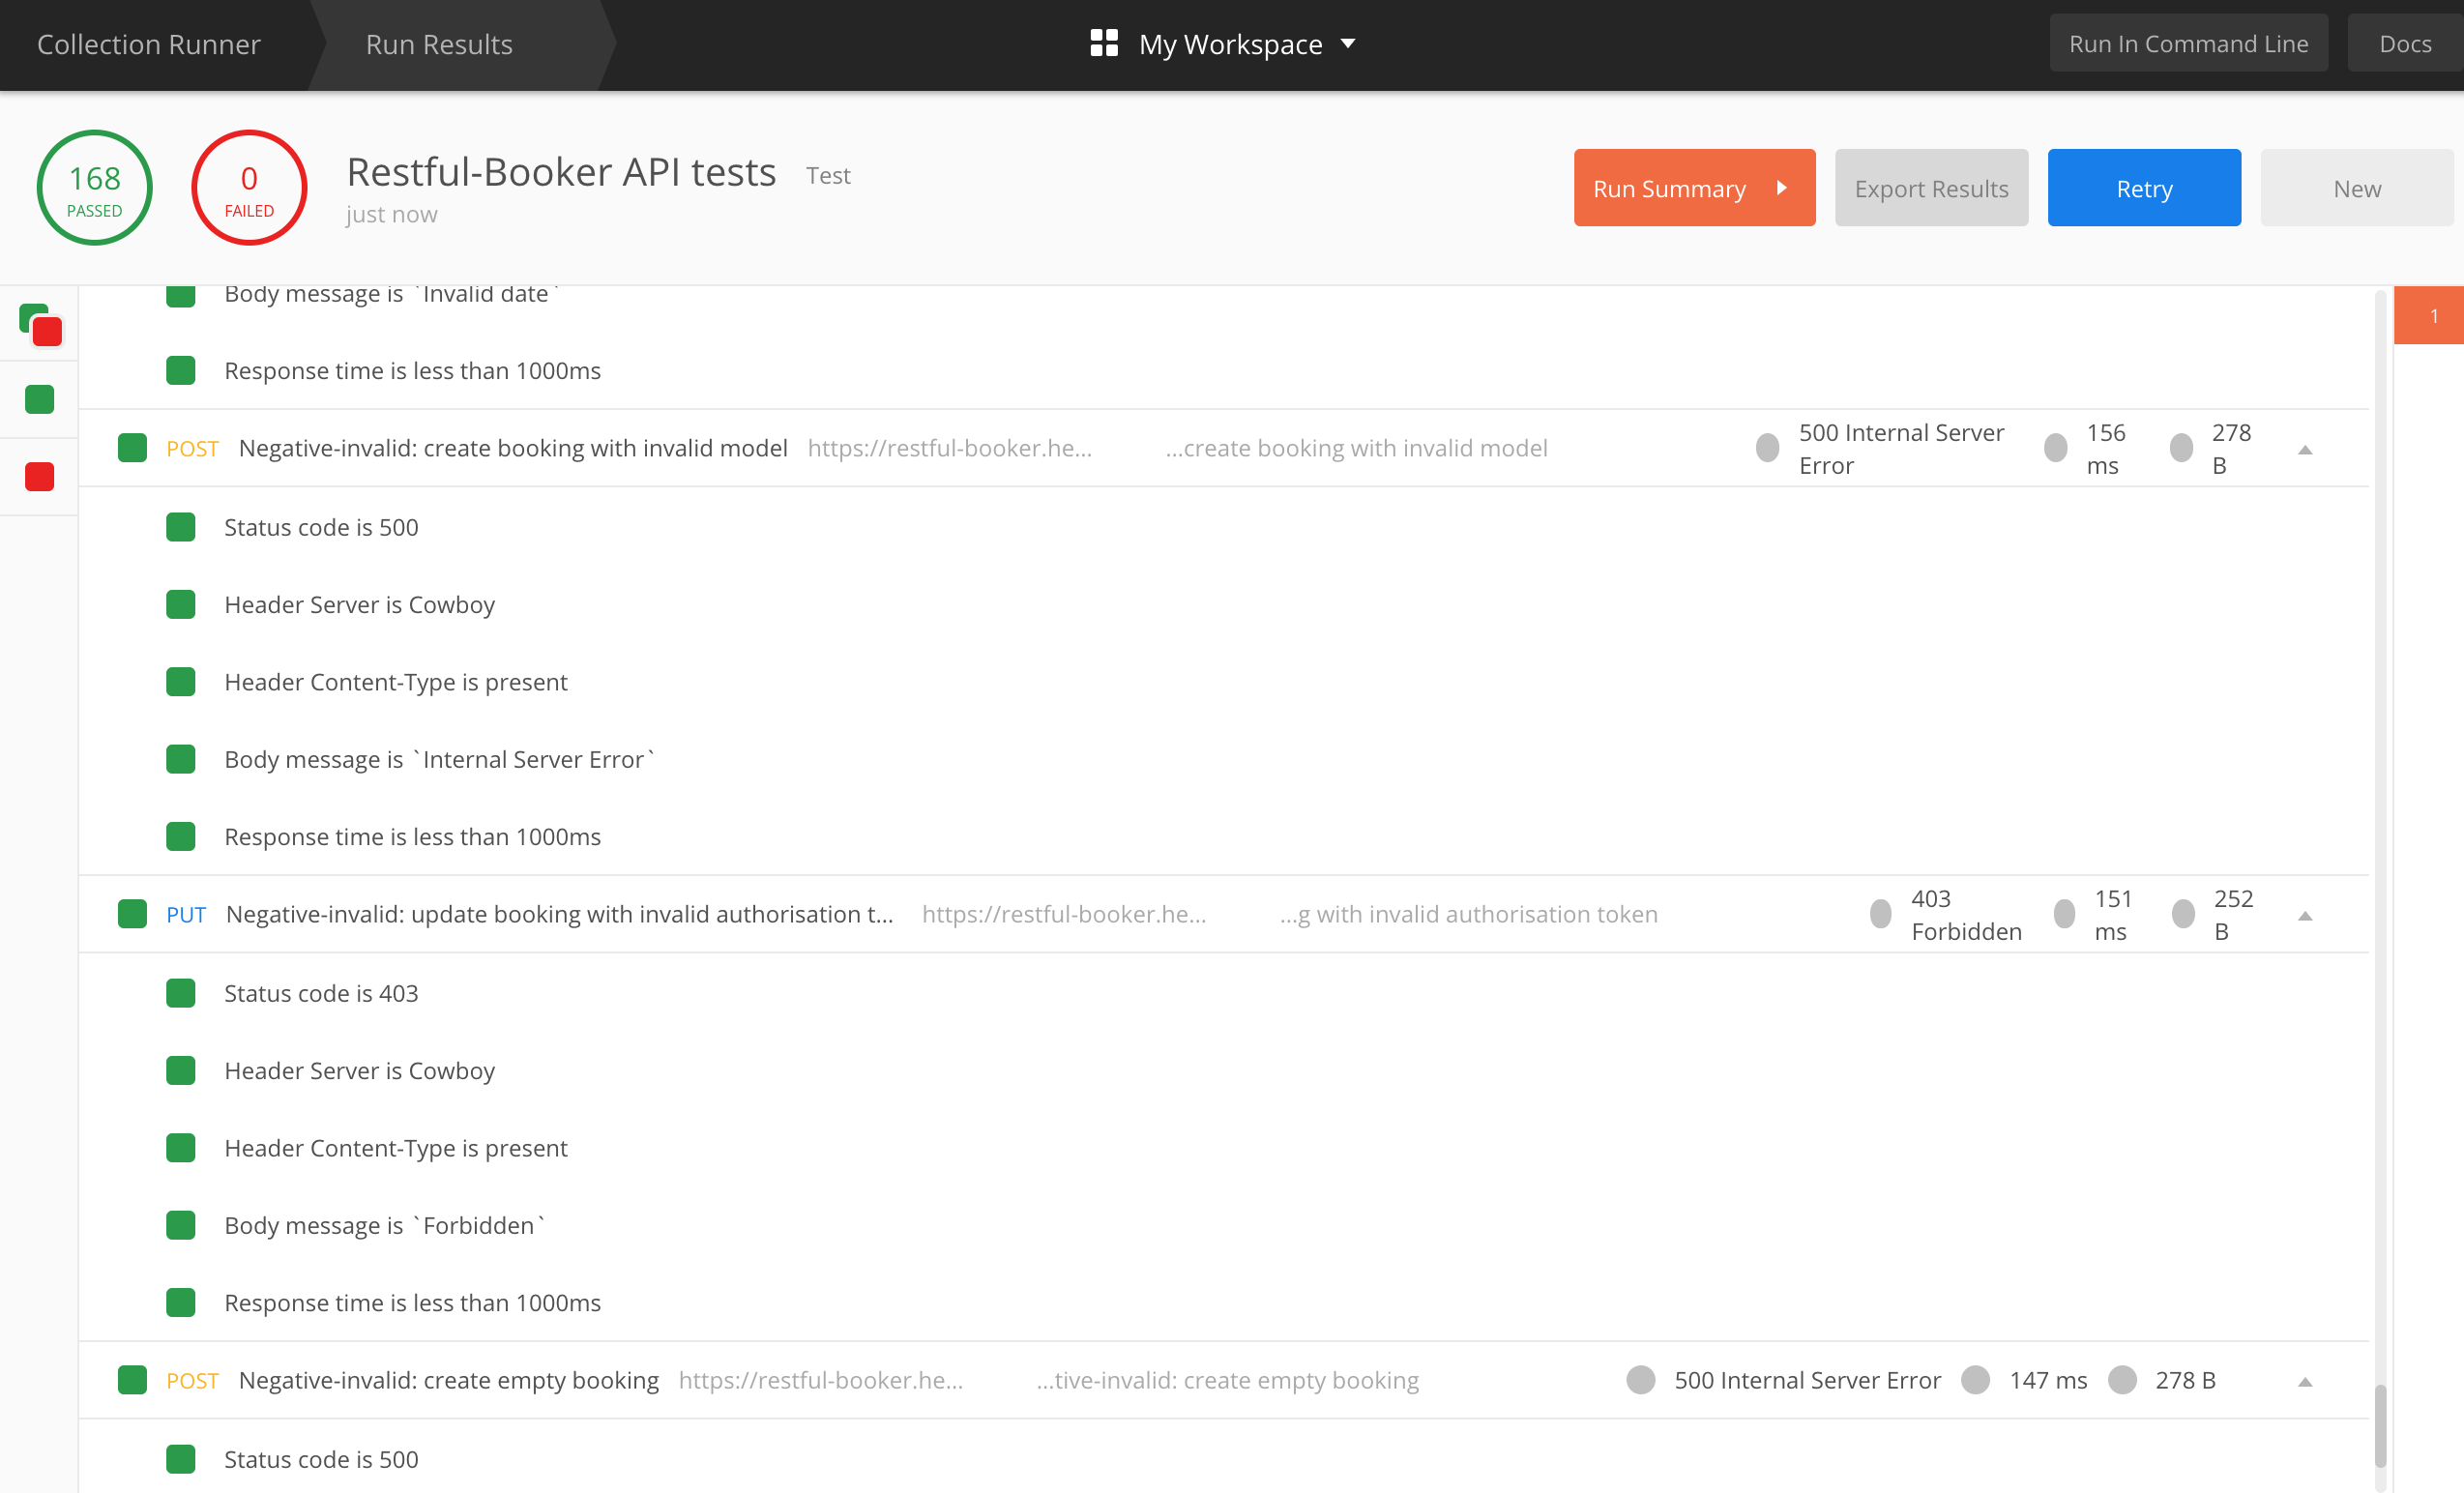 Collection Runner
Run Results
My Workspace
Run In Command Line
Docs
168
PASSED
0
FAILED
Restful-Booker API tests
Test
just now
Run Summary
Export Results
Retry
New
1
Body message is `Invalid date`
Response time is less than 1000ms
POST Negative-invalid: create booking with invalid model https://restful-booker.he... ...create booking with invalid model 500 Internal Server Error 156 ms 278 B
Status code is 500
Header Server is Cowboy
Header Content-Type is present
Body message is `Internal Server Error`
Response time is less than 1000ms
PUT Negative-invalid: update booking with invalid authorisation t... https://restful-booker.he... ...g with invalid authorisation token 403 Forbidden 151 ms 252 B
Status code is 403
Header Server is Cowboy
Header Content-Type is present
Body message is `Forbidden`
Response time is less than 1000ms
POST Negative-invalid: create empty booking https://restful-booker.he... ...tive-invalid: create empty booking 500 Internal Server Error 147 ms 278 B
Status code is 500